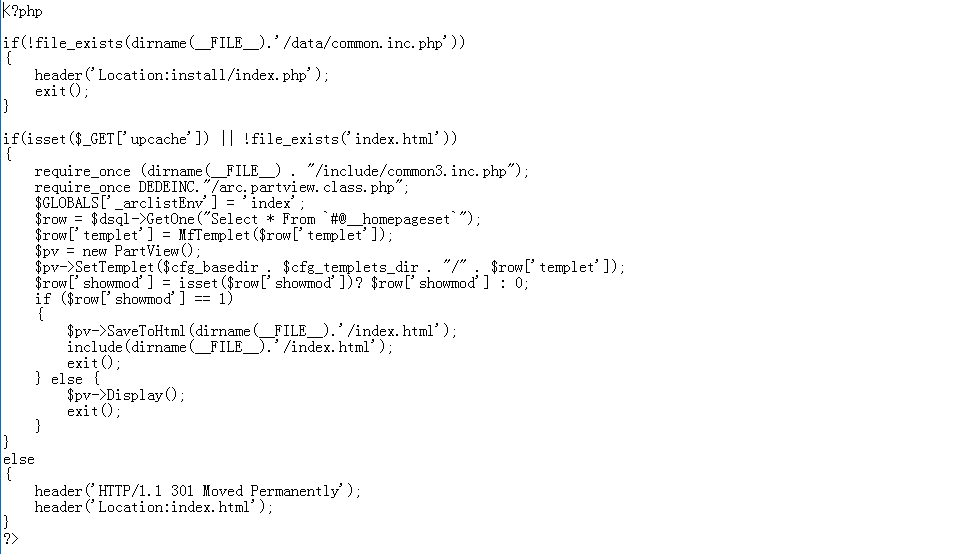 <?php

if(!file_exists(dirname(__FILE__).'/data/common.inc.php'))
{
    header('Location:install/index.php');
    exit();
}

if(isset($_GET['upcache']) || !file_exists('index.html'))
{
    require_once (dirname(__FILE__) . "/include/common3.inc.php");
    require_once DEDEINC."/arc.partview.class.php";
    $GLOBALS['_arclistEnv'] = 'index';
    $row = $dsql->GetOne("Select * From `#@__homepageset`");
    $row['templet'] = MfTemplet($row['templet']);
    $pv = new PartView();
    $pv->SetTemplet($cfg_basedir . $cfg_templets_dir . "/" . $row['templet']);
    $row['showmod'] = isset($row['showmod'])? $row['showmod'] : 0;
    if ($row['showmod'] == 1)
    {
        $pv->SaveToHtml(dirname(__FILE__).'/index.html');
        include(dirname(__FILE__).'/index.html');
        exit();
    } else {
        $pv->Display();
        exit();
    }
}
else
{
    header('HTTP/1.1 301 Moved Permanently');
    header('Location:index.html');
}
?>